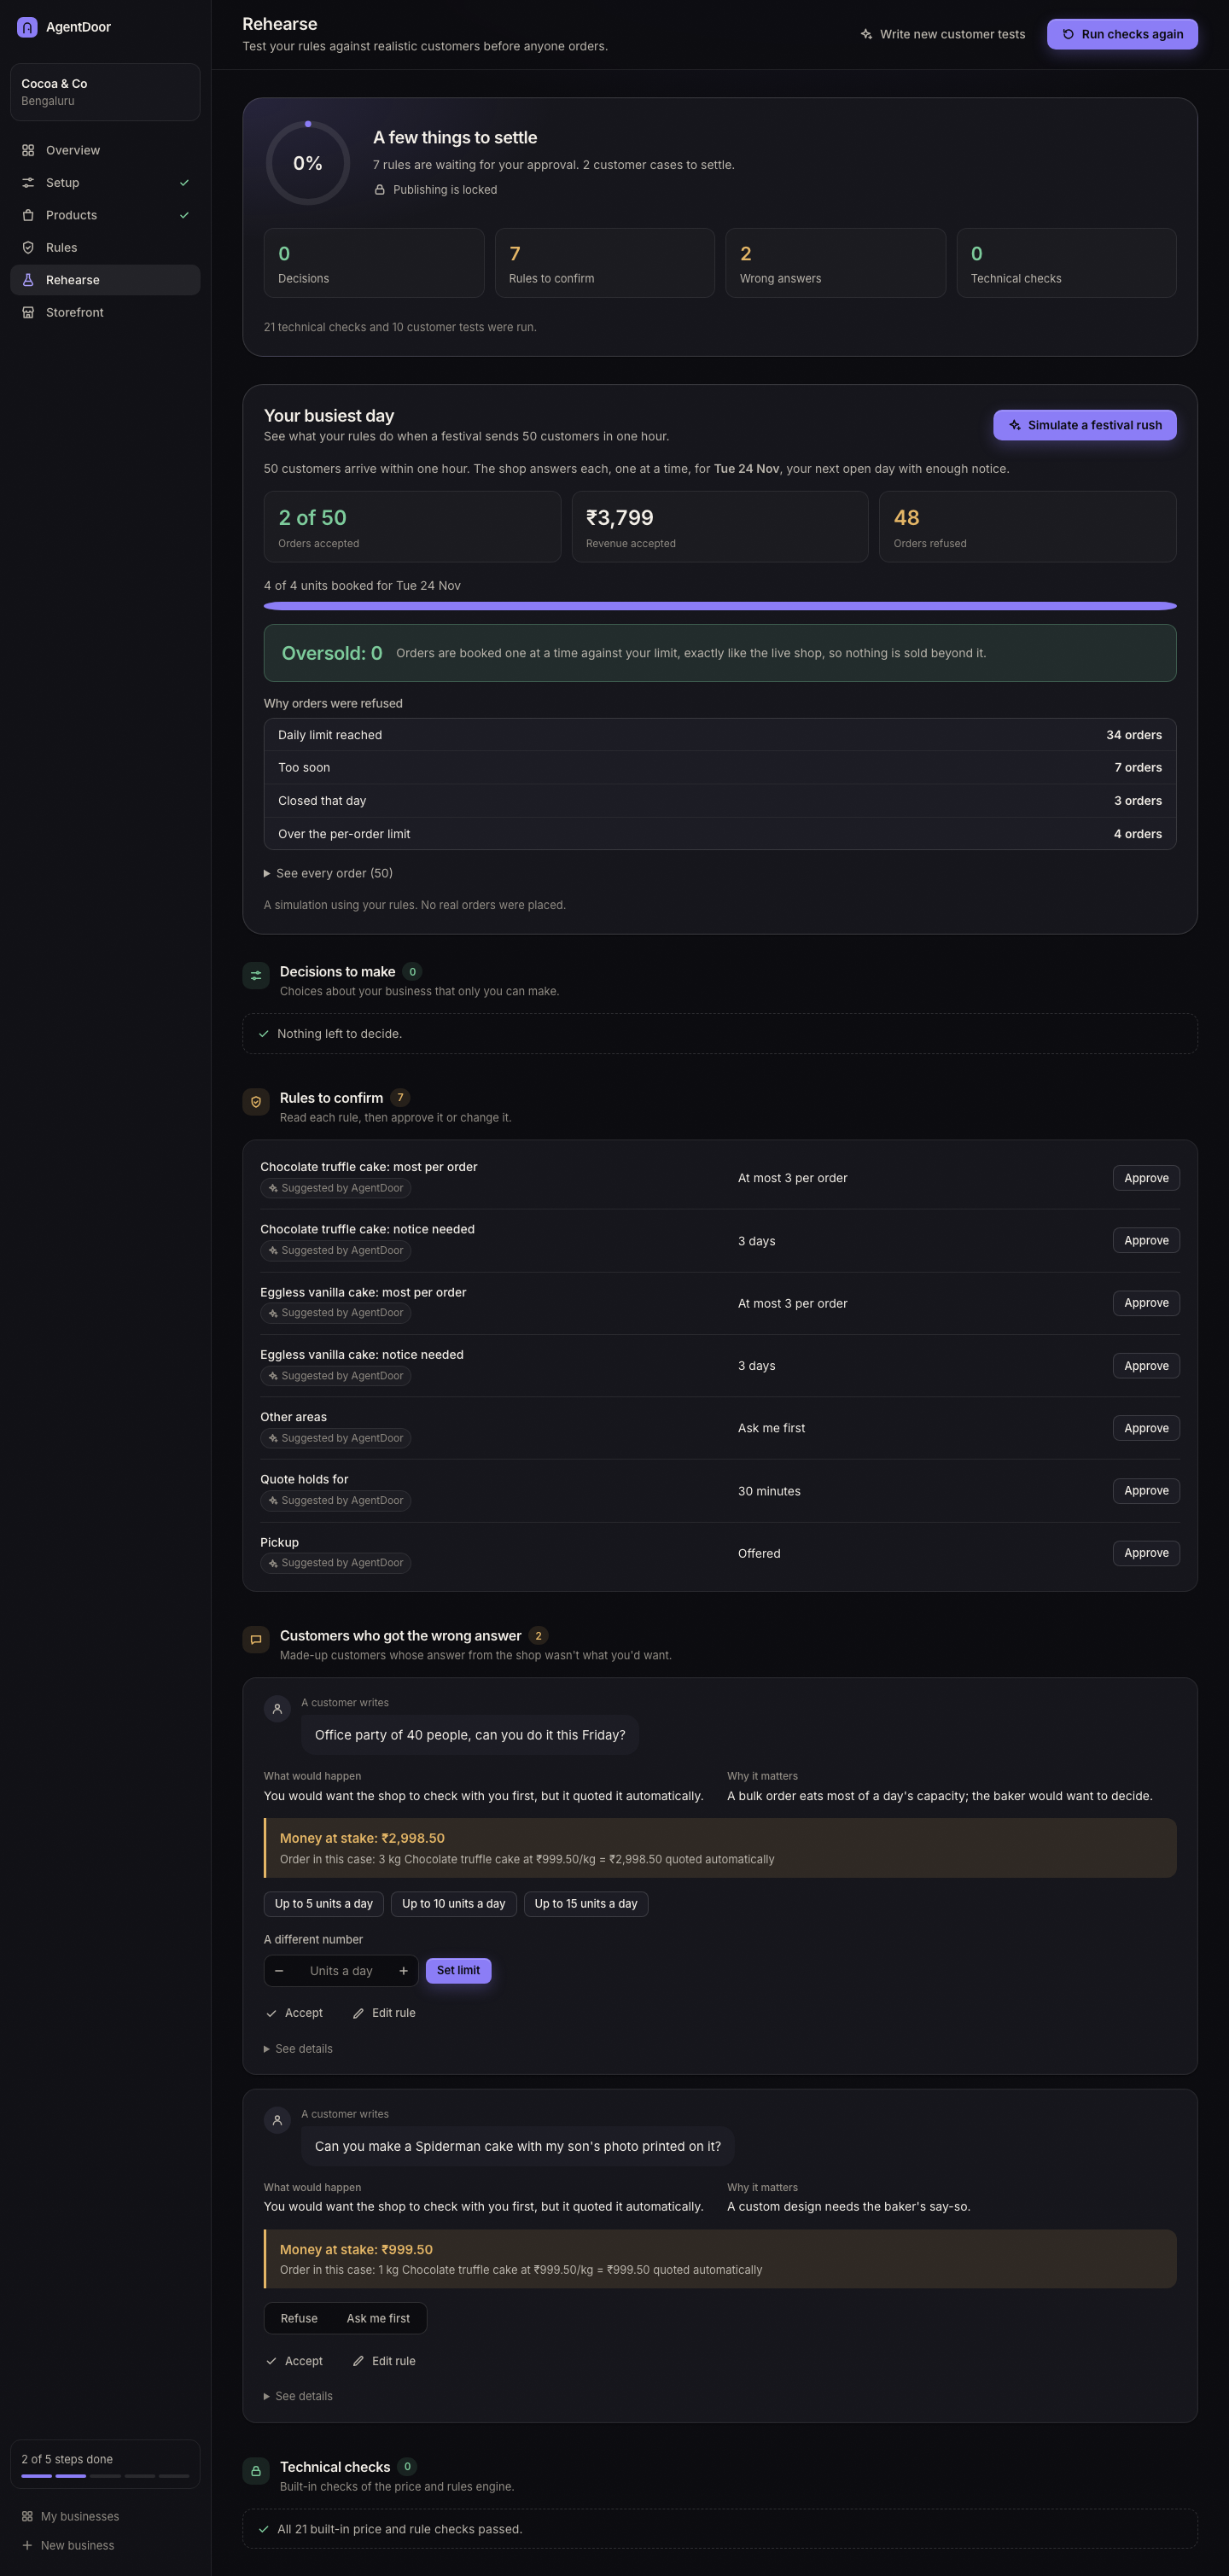 AgentDoor
Cocoa & Co
Bengaluru
Overview
Setup
Products
Rules
Rehearse
Storefront
2 of 5 steps done
My businesses
New business
Rehearse
Test your rules against realistic customers before anyone orders.
Write new customer tests
Run checks again
0%
A few things to settle
7 rules are waiting for your approval. 2 customer cases to settle.
Publishing is locked
0
Decisions
7
Rules to confirm
2
Wrong answers
0
Technical checks
21 technical checks and 10 customer tests were run.
Your busiest day
See what your rules do when a festival sends 50 customers in one hour.
Simulate a festival rush
50 customers arrive within one hour. The shop answers each, one at a time, for Tue 24 Nov, your next open day with enough notice.
2 of 50
Orders accepted
₹3,799
Revenue accepted
48
Orders refused
4 of 4 units booked for Tue 24 Nov
Oversold: 0 Orders are booked one at a time against your limit, exactly like the live shop, so nothing is sold beyond it.
Why orders were refused
Daily limit reached 34 orders
Too soon 7 orders
Closed that day 3 orders
Over the per-order limit 4 orders
See every order (50)
A simulation using your rules. No real orders were placed.
Decisions to make 0
Choices about your business that only you can make.
Nothing left to decide.
Rules to confirm 7
Read each rule, then approve it or change it.
Chocolate truffle cake: most per order
Suggested by AgentDoor
At most 3 per order
Approve
Chocolate truffle cake: notice needed
Suggested by AgentDoor
3 days
Approve
Eggless vanilla cake: most per order
Suggested by AgentDoor
At most 3 per order
Approve
Eggless vanilla cake: notice needed
Suggested by AgentDoor
3 days
Approve
Other areas
Suggested by AgentDoor
Ask me first
Approve
Quote holds for
Suggested by AgentDoor
30 minutes
Approve
Pickup
Suggested by AgentDoor
Offered
Approve
Customers who got the wrong answer 2
Made-up customers whose answer from the shop wasn't what you'd want.
A customer writes
Office party of 40 people, can you do it this Friday?
What would happen
You would want the shop to check with you first, but it quoted it automatically.
Why it matters
A bulk order eats most of a day's capacity; the baker would want to decide.
Money at stake: ₹2,998.50
Order in this case: 3 kg Chocolate truffle cake at ₹999.50/kg = ₹2,998.50 quoted automatically
Up to 5 units a day
Up to 10 units a day
Up to 15 units a day
A different number
− Units a day +
Set limit
Accept
Edit rule
See details
A customer writes
Can you make a Spiderman cake with my son's photo printed on it?
What would happen
You would want the shop to check with you first, but it quoted it automatically.
Why it matters
A custom design needs the baker's say-so.
Money at stake: ₹999.50
Order in this case: 1 kg Chocolate truffle cake at ₹999.50/kg = ₹999.50 quoted automatically
Refuse
Ask me first
Accept
Edit rule
See details
Technical checks 0
Built-in checks of the price and rules engine.
All 21 built-in price and rule checks passed.